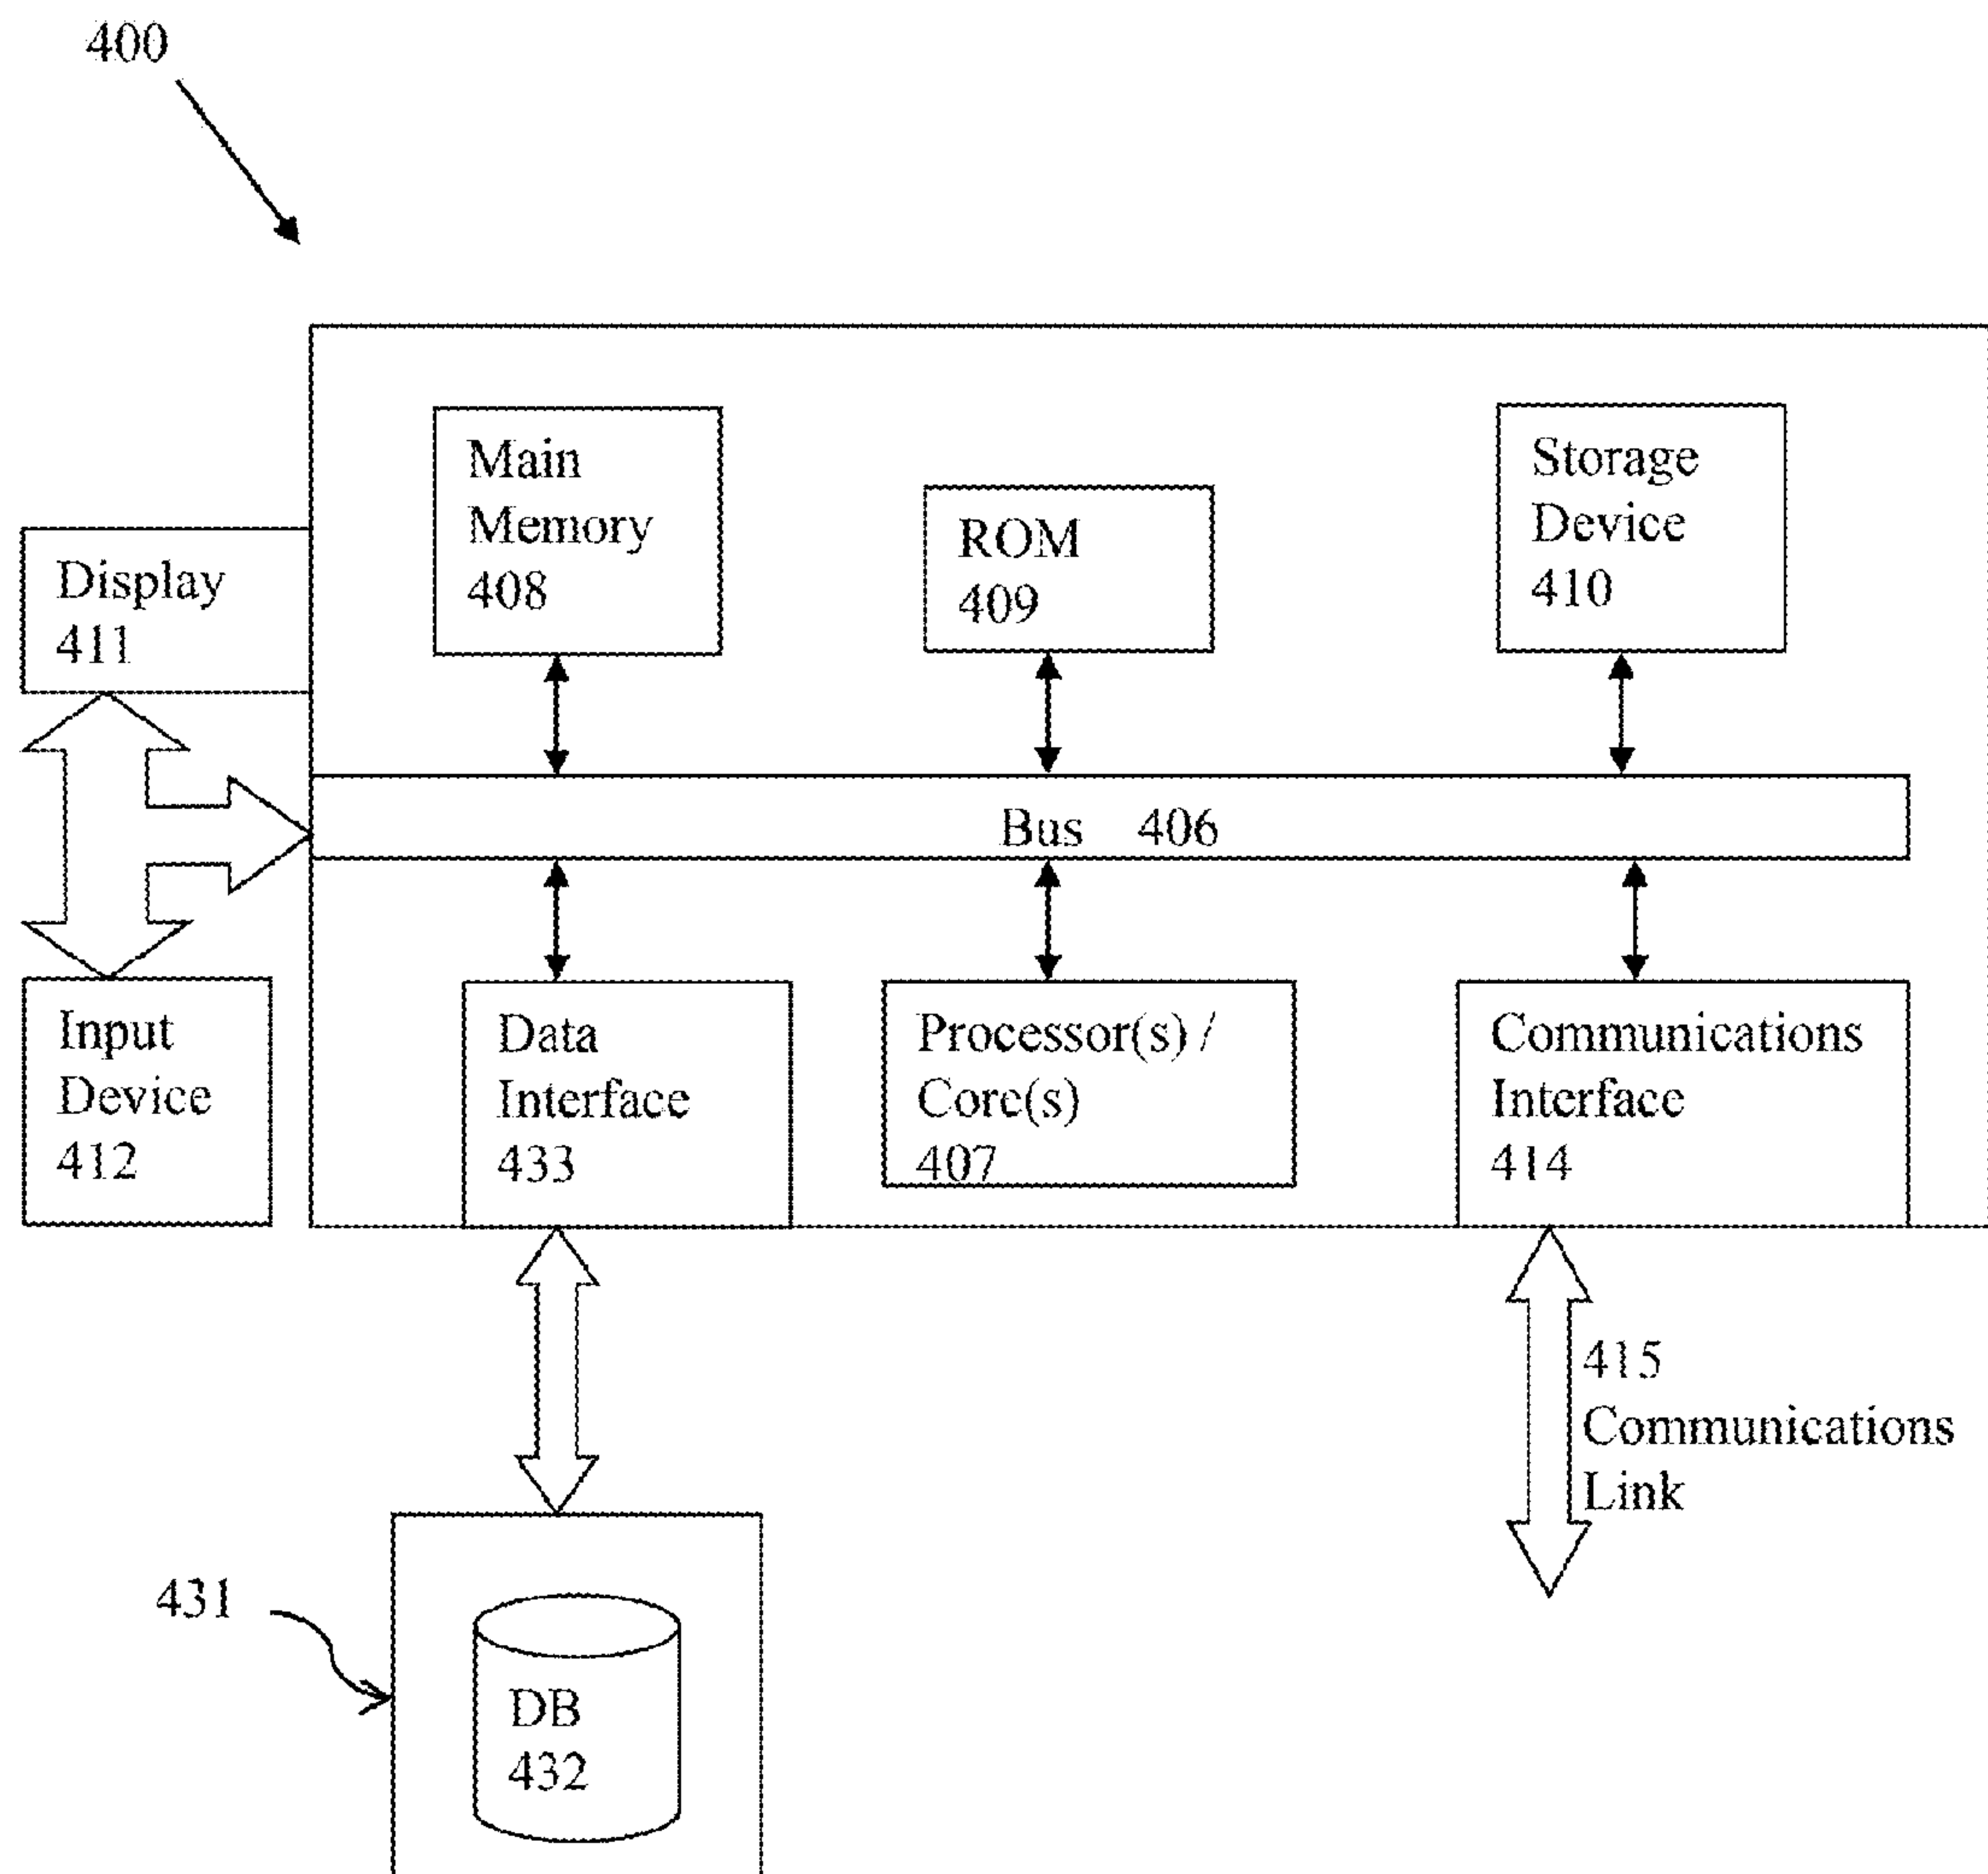 400
Main
Memory
408
ROM
409
Storage
Device
410
Display
411
Bus 406
Input
Device
412
Data
Interface
433
Processor(s) /
Core(s)
407
Communications
Interface
414
415
Communications
Link
431
DB
432